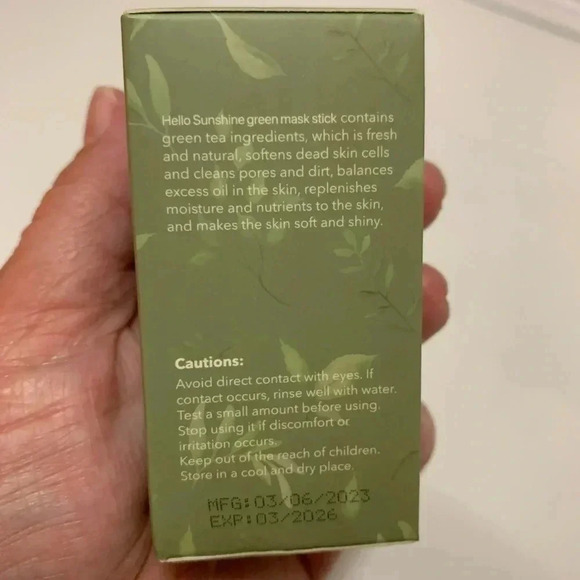 Hello Sunshine green mask stick contains
green tea ingredients, which is fresh
and natural, softens dead skin cells
and cleans pores and dirt, balances
excess oil in the skin, replenishes
moisture and nutrients to the skin,
and makes the skin soft and shiny.
Cautions:
Avoid direct contact with eyes. If
contact occurs, rinse well with water.
Test a small amount before using.
Stop using it if discomfort or
irritation occurs.
Keep out of the reach of children.
Store in a cool and dry place.
MFG:03/06/2023
EXP:03/2026